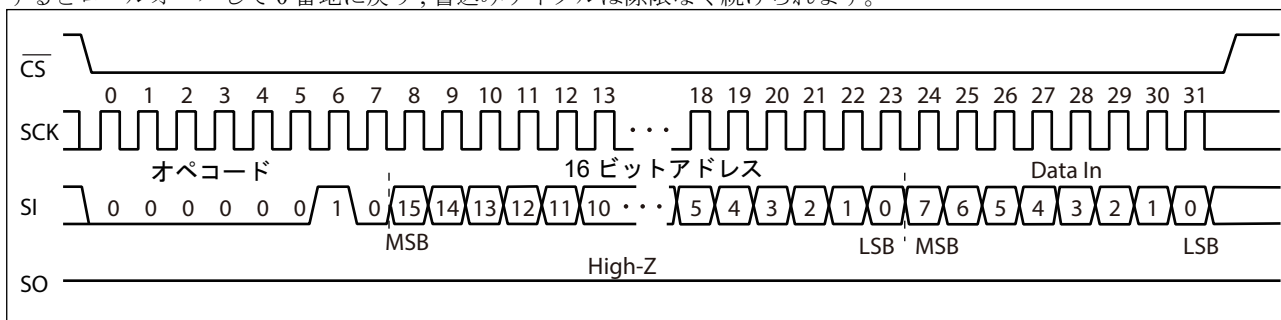 するとロールオーバして 0 番地に戻り , 書込みサイクルは際限なく続けられます。
CS
0 1 2 3 4 5 6 7 8 9 10 11 12 13 18 19 20 21 22 23 24 25 26 27 28 29 30 31
SCK ・・・
オペコード 16 ビットアドレス Data In
SI 0 0 0 0 0 0 1 0 15 14 13 12 11 10 ・・・ 5 4 3 2 1 0 7 6 5 4 3 2 1 0
MSB LSB MSB LSB
High-Z
SO